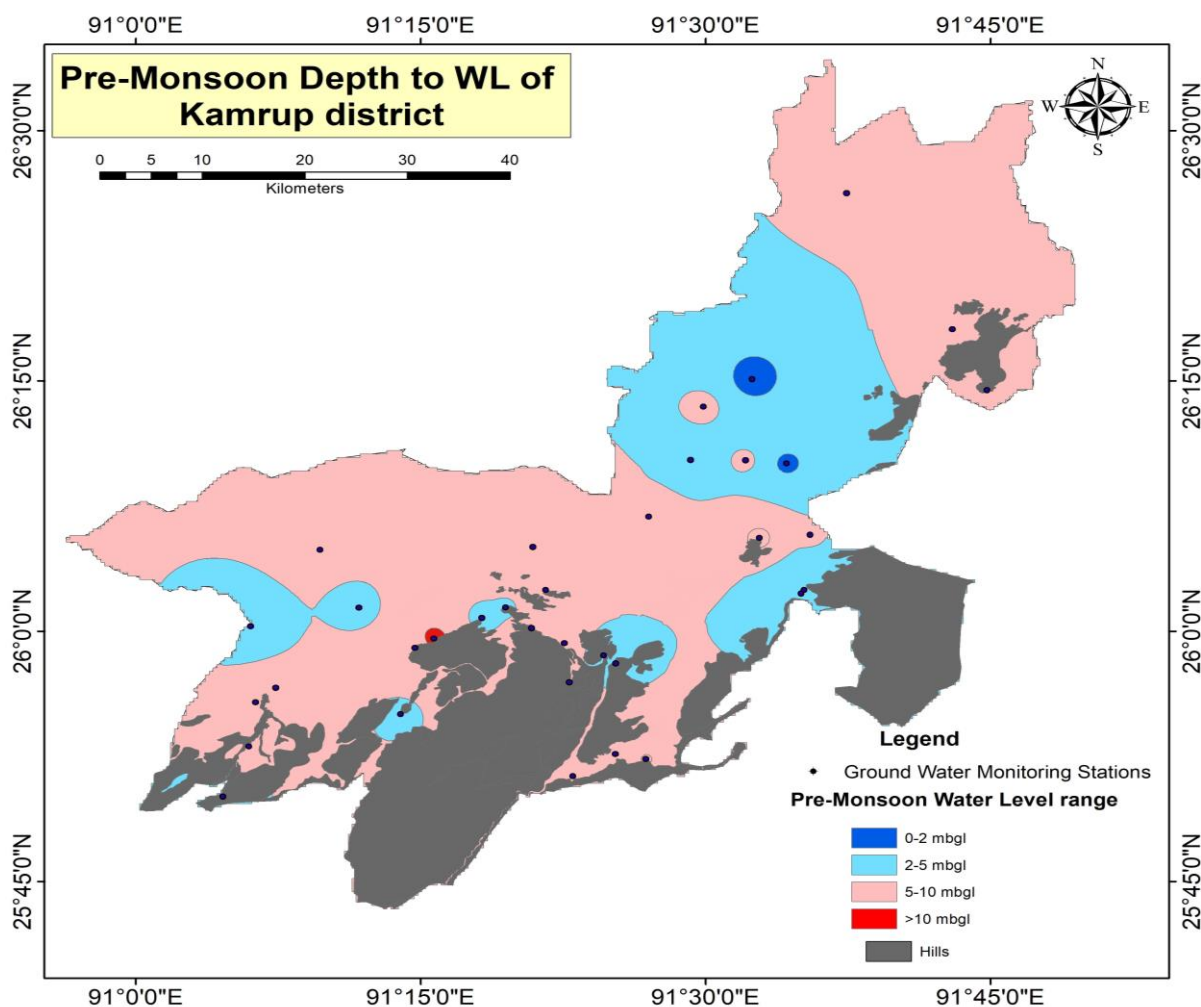 91°0'0"E 91°15'0"E 91°30'0"E 91°45'0"E
Pre-Monsoon Depth to WL of
Kamrup district
0 5 10 20 30 40
Kilometers
N
W E
S
26°30'0"N 26°30'0"N
26°15'0"N 26°15'0"N
26°0'0"N 26°0'0"N
25°45'0"N 25°45'0"N
Legend
Ground Water Monitoring Stations
Pre-Monsoon Water Level range
0-2 mbgl
2-5 mbgl
5-10 mbgl
>10 mbgl
Hills
91°0'0"E 91°15'0"E 91°30'0"E 91°45'0"E